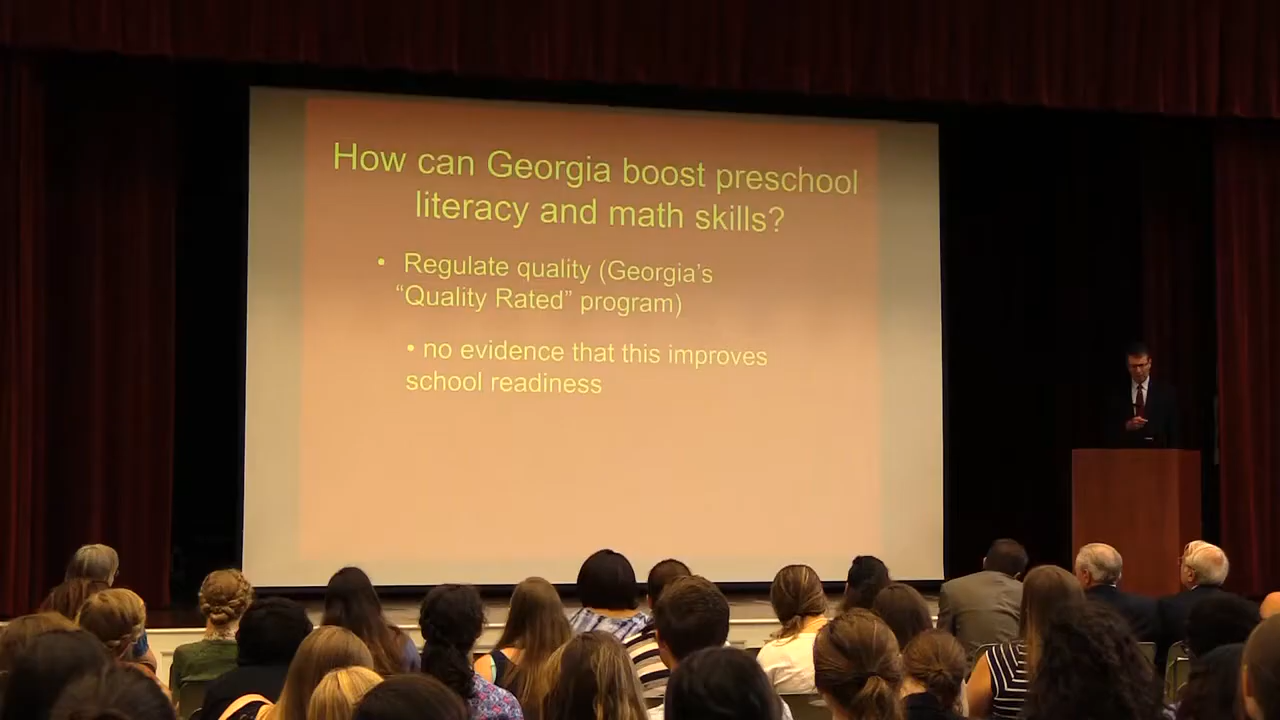 How can Georgia boost preschool
literacy and math skills?
• Regulate quality (Georgia's
“Quality Rated” program)
• no evidence that this improves
school readiness